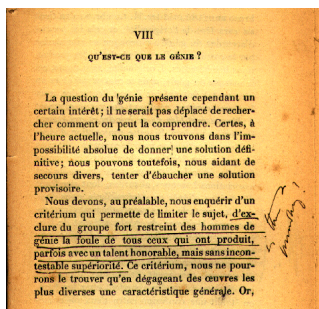 VIII
QU'EST-CE QUE LE GÉNIE ?
La question du génie présente cependant un
certain intérêt ; il ne serait pas déplacé de recher-
cher comment on peut la comprendre. Certes, à
l'heure actuelle, nous nous trouvons dans l'im-
possibilité absolue de donner une solution défi-
nitive ; nous pouvons toutefois, nous aidant de
secours divers, tenter d'ébaucher une solution
provisoire.
Nous devons, au préalable, nous enquérir d'un
critérium qui permette de limiter le sujet, d'ex-
clure du groupe fort restreint des hommes de
génie la foule de tous ceux qui ont produit,
parfois avec un talent honorable, mais sans incon-
testable supériorité. Ce critérium, nous ne pour-
rons le trouver qu'en dégageant des œuvres les
plus diverses une caractéristique générale. Or,